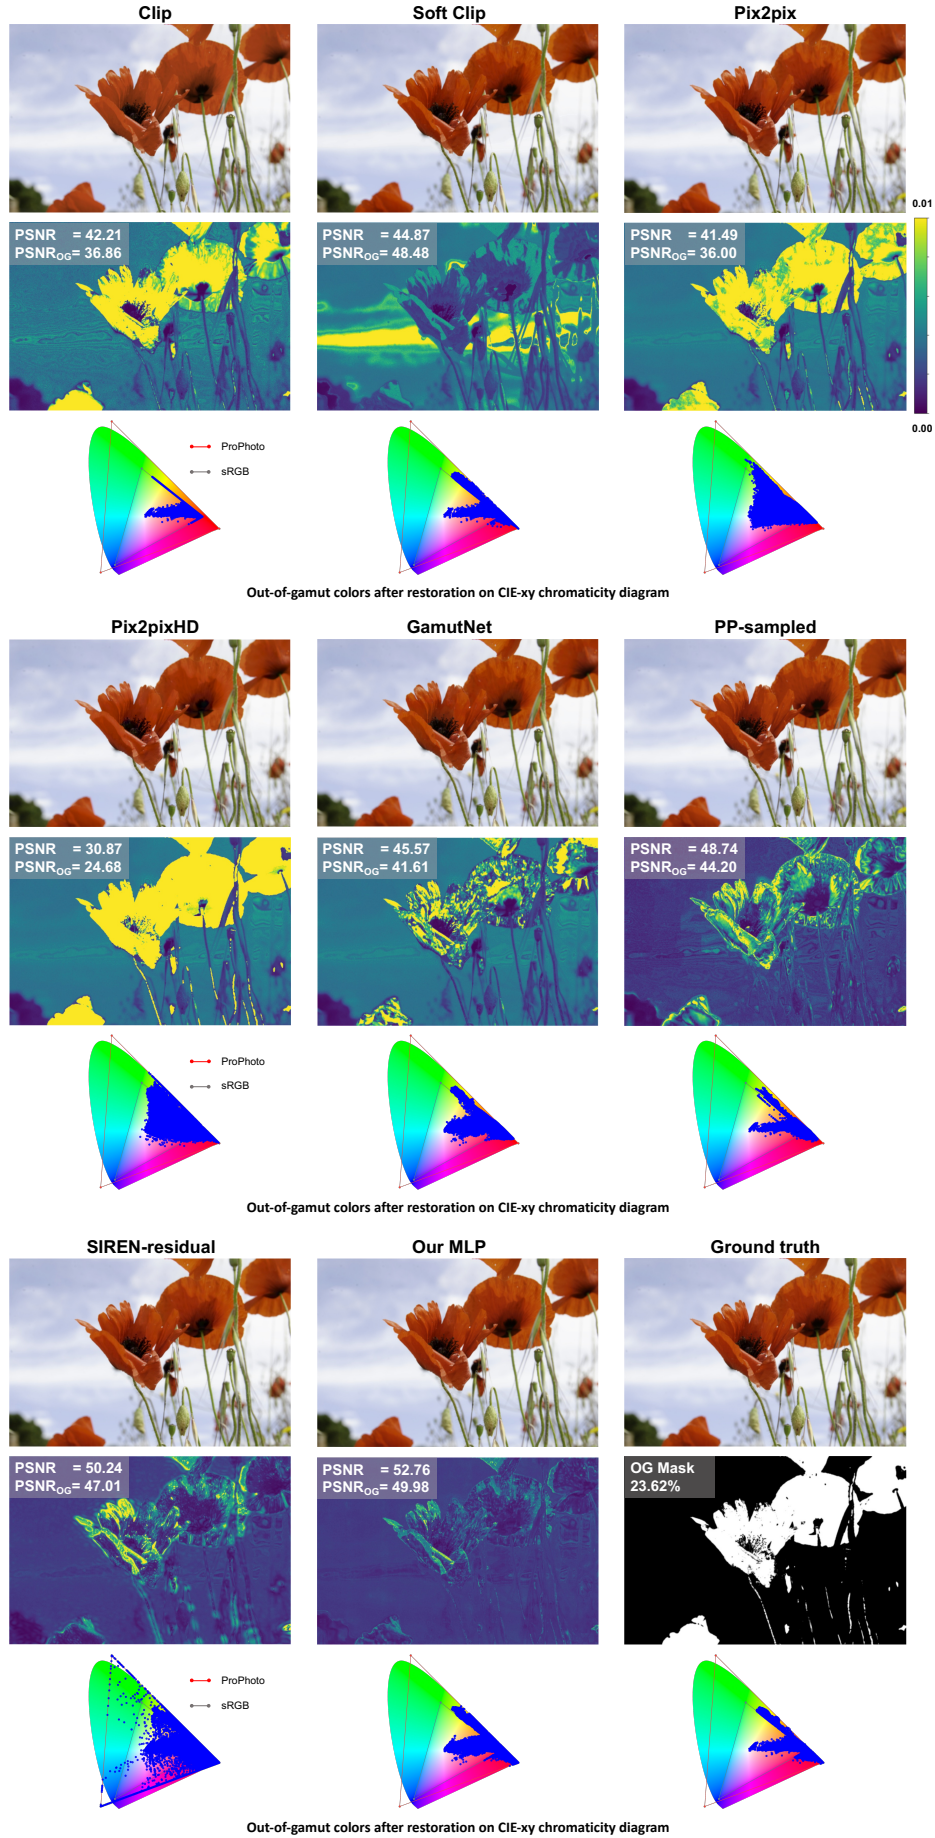 Clip
Soft Clip
Pix2pix
PSNR = 42.21
PSNROG= 36.86
PSNR = 44.87
PSNROG= 48.48
PSNR = 41.49
PSNROG= 36.00
0.01
0.00
ProPhoto
sRGB
Out-of-gamut colors after restoration on CIE-xy chromaticity diagram
Pix2pixHD
GamutNet
PP-sampled
PSNR = 30.87
PSNROG= 24.68
PSNR = 45.57
PSNROG= 41.61
PSNR = 48.74
PSNROG= 44.20
ProPhoto
sRGB
Out-of-gamut colors after restoration on CIE-xy chromaticity diagram
SIREN-residual
Our MLP
Ground truth
PSNR = 50.24
PSNROG= 47.01
PSNR = 52.76
PSNROG= 49.98
OG Mask
23.62%
ProPhoto
sRGB
Out-of-gamut colors after restoration on CIE-xy chromaticity diagram